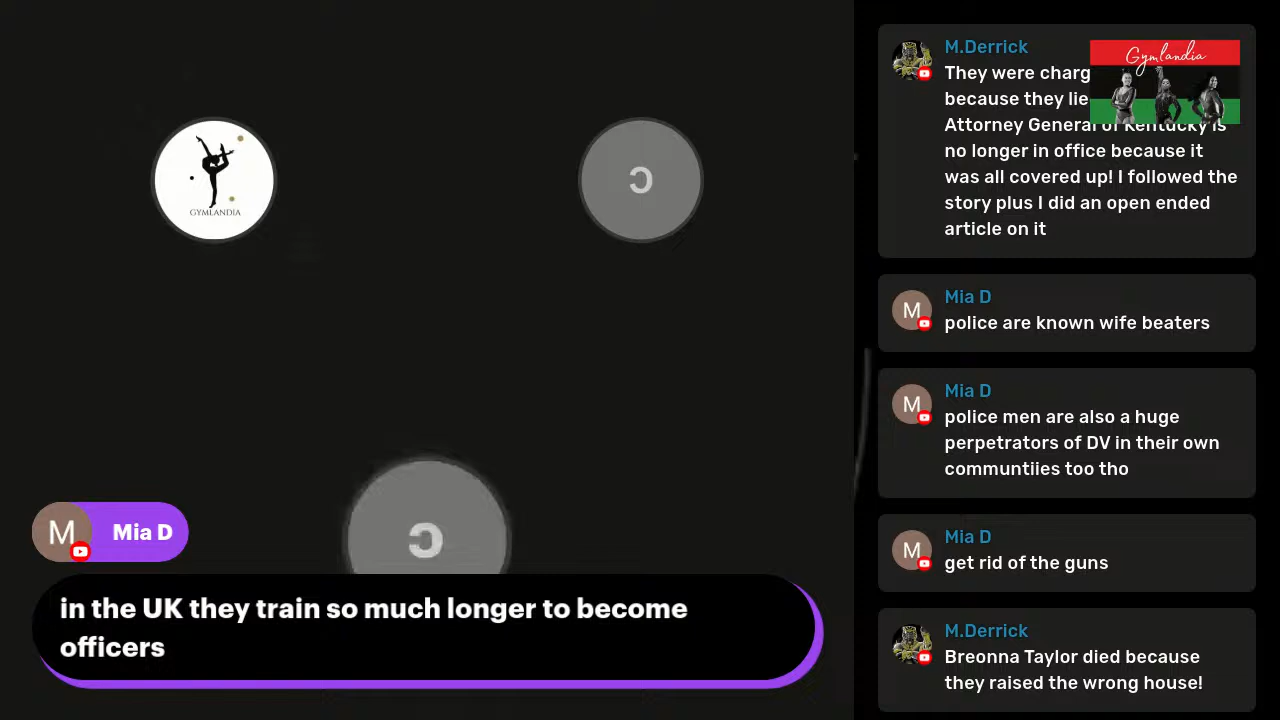 GYMLANDIA
Ɔ
Ɔ
M
Mia D
in the UK they train so much longer to become
officers
M.Derrick
Gymlandia
They were charg
because they lie
Attorney General of Kentucky is
no longer in office because it
was all covered up! I followed the
story plus I did an open ended
article on it
M
Mia D
police are known wife beaters
M
Mia D
police men are also a huge
perpetrators of DV in their own
communtiies too tho
M
Mia D
get rid of the guns
M.Derrick
Breonna Taylor died because
they raised the wrong house!